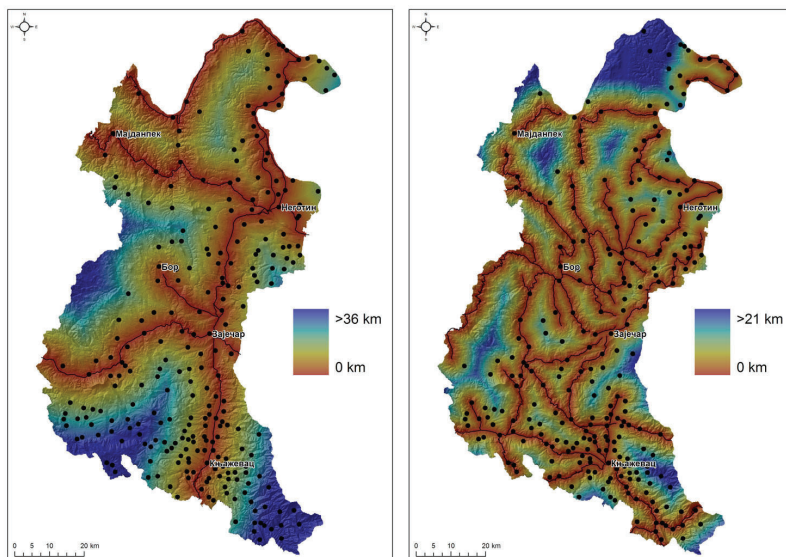 N
W E
S
Мајданпек
Неготин
Бор
>36 km
0 km
Зајечар
Књажевац
0 5 10 20 km
N
W E
S
Мајданпек
Неготин
Бор
>21 km
0 km
Зајечар
Књажевац
0 5 10 20 km